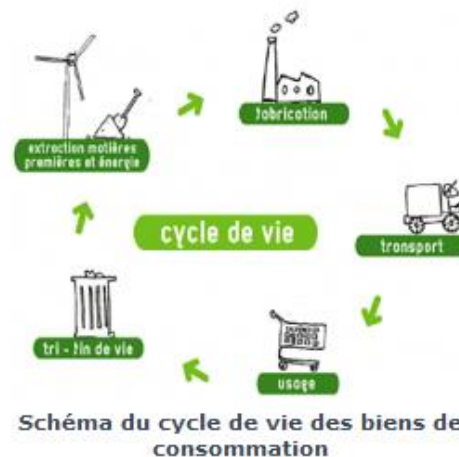 fabrication
extraction matières
premières et énergie
cycle de vie
transport
tri - fin de vie
usage
Schéma du cycle de vie des biens de
consommation